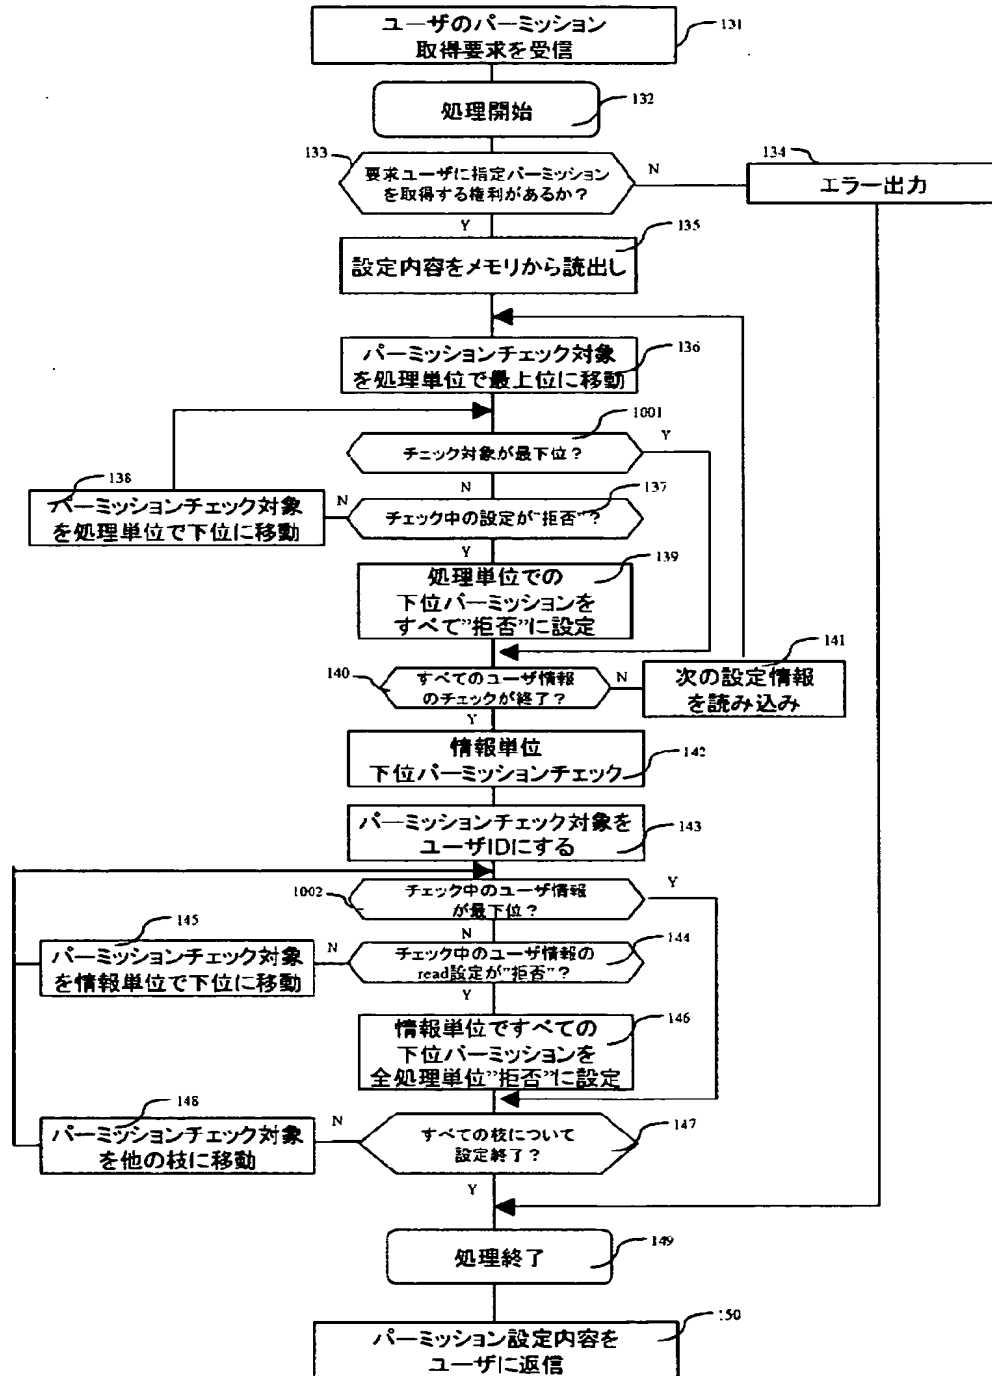 ユーザのパーミッション
取得要求を受信
131
処理開始
132
133
要求ユーザに指定パーミッション
を取得する権利があるか?
N
134
エラー出力
Y
135
設定内容をメモリから読出し
パーミッションチェック対象
を処理単位で最上位に移動
136
1001
チェック対象が最下位?
Y
138
パーミッションチェック対象
を処理単位で下位に移動
N
N
137
チェック中の設定が"拒否"?
Y
139
処理単位での
下位パーミッションを
すべて"拒否"に設定
140
すべてのユーザ情報
のチェックが終了?
N
141
次の設定情報
を読み込み
Y
情報単位
下位パーミッションチェック
142
パーミッションチェック対象を
ユーザIDにする
143
1002
チェック中のユーザ情報
が最下位?
Y
145
パーミッションチェック対象
を情報単位で下位に移動
N
N
144
チェック中のユーザ情報の
read設定が"拒否"?
Y
146
情報単位ですべての
下位パーミッションを
全処理単位"拒否"に設定
148
パーミッションチェック対象
を他の枝に移動
N
すべての枝について
設定終了?
147
Y
処理終了
149
150
パーミッション設定内容を
ユーザに返信